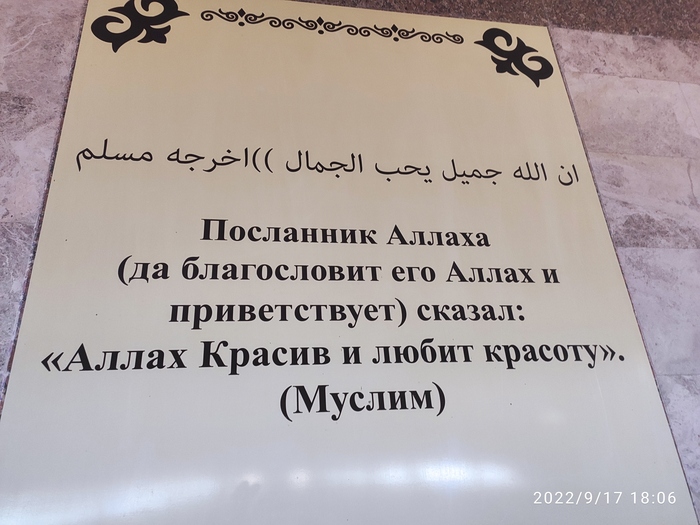 ان الله جميل يحب الجمال ))اخرجه مسلم
Посланник Аллаха
(да благословит его Аллах и
приветствует) сказал:
«Аллах Красив и любит красоту».
(Муслим)
2022/9/17 18:06